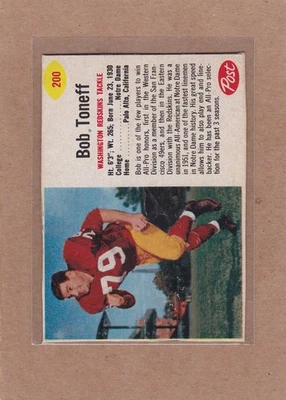 200
Bob Toneff
WASHINGTON REDSKINS TACKLE
Ht. 6'3"; Wt. 265; Born June 23, 1930
College . . . . . . . Notre Dame
Home . . . . . Palo Alto, California
Bob is one of the few players to win
All-Pro honors, first in the Western
Division as a member of the San Fran-
cisco 49ers, and then in the Eastern
Division with the Redskins. He was
unanimous All-American at Notre Dame
in 1951, and one of the fastest linemen
in Notre Dame history. His great speed
allows him to also play end and line-
backer. He has been an All-Pro selec-
tion for the past 3 seasons.
Post
79